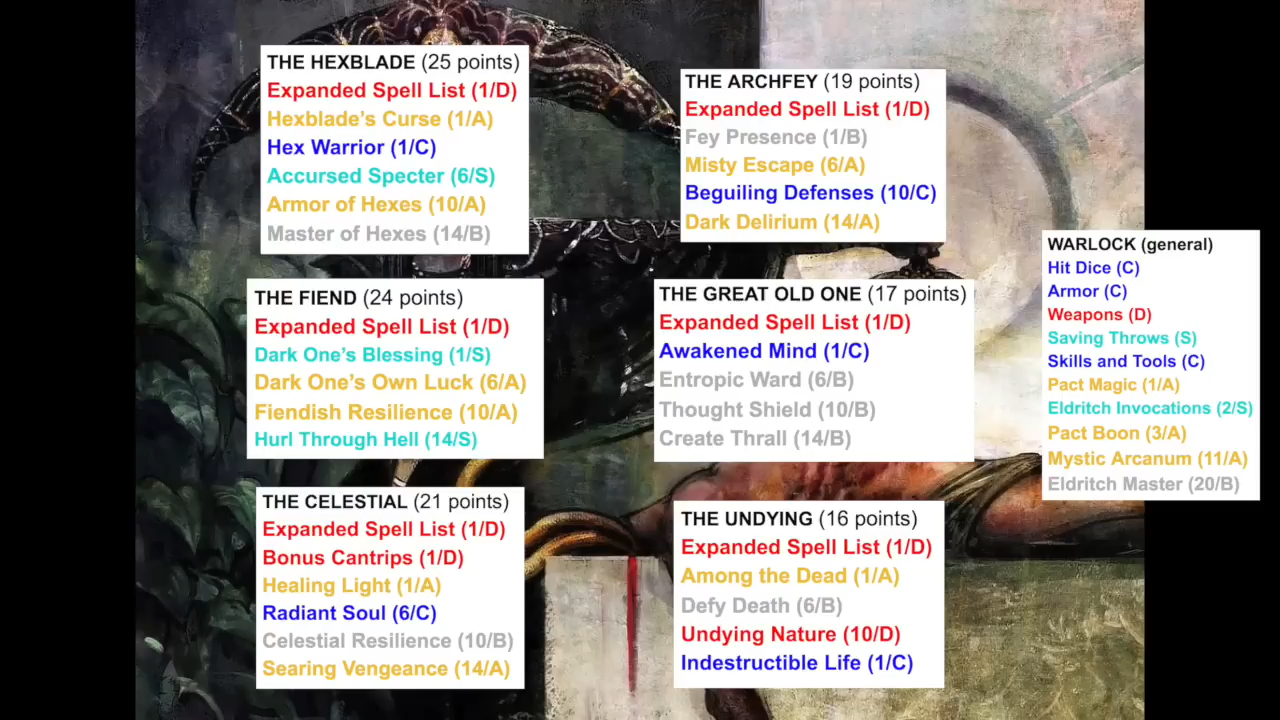 THE HEXBLADE (25 points)
Expanded Spell List (1/D)
Hexblade's Curse (1/A)
Hex Warrior (1/C)
Accursed Specter (6/S)
Armor of Hexes (10/A)
Master of Hexes (14/B)
THE FIEND (24 points)
Expanded Spell List (1/D)
Dark One's Blessing (1/S)
Dark One's Own Luck (6/A)
Fiendish Resilience (10/A)
Hurl Through Hell (14/S)
THE CELESTIAL (21 points)
Expanded Spell List (1/D)
Bonus Cantrips (1/D)
Healing Light (1/A)
Radiant Soul (6/C)
Celestial Resilience (10/B)
Searing Vengeance (14/A)
THE ARCHFEY (19 points)
Expanded Spell List (1/D)
Fey Presence (1/B)
Misty Escape (6/A)
Beguiling Defenses (10/C)
Dark Delirium (14/A)
THE GREAT OLD ONE (17 points)
Expanded Spell List (1/D)
Awakened Mind (1/C)
Entropic Ward (6/B)
Thought Shield (10/B)
Create Thrall (14/B)
THE UNDYING (16 points)
Expanded Spell List (1/D)
Among the Dead (1/A)
Defy Death (6/B)
Undying Nature (10/D)
Indestructible Life (1/C)
WARLOCK (general)
Hit Dice (C)
Armor (C)
Weapons (D)
Saving Throws (S)
Skills and Tools (C)
Pact Magic (1/A)
Eldritch Invocations (2/S)
Pact Boon (3/A)
Mystic Arcanum (11/A)
Eldritch Master (20/B)